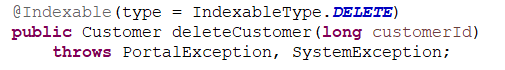 @Indexable(type = IndexableType.DELETE)
public Customer deleteCustomer(long customerId)
throws PortalException, SystemException;